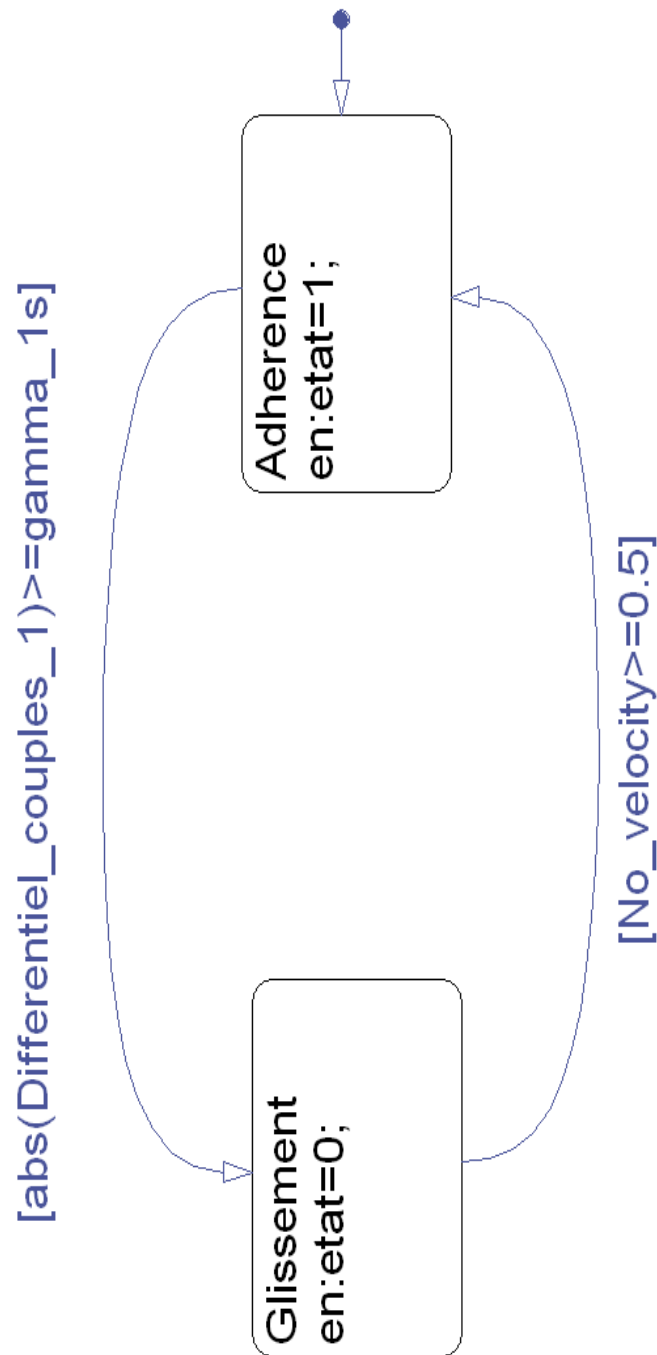 [abs(Differentiel_couples_1)>=gamma_1s]
Glissement
en:etat=0;
Adherence
en:etat=1;
[No_velocity>=0.5]